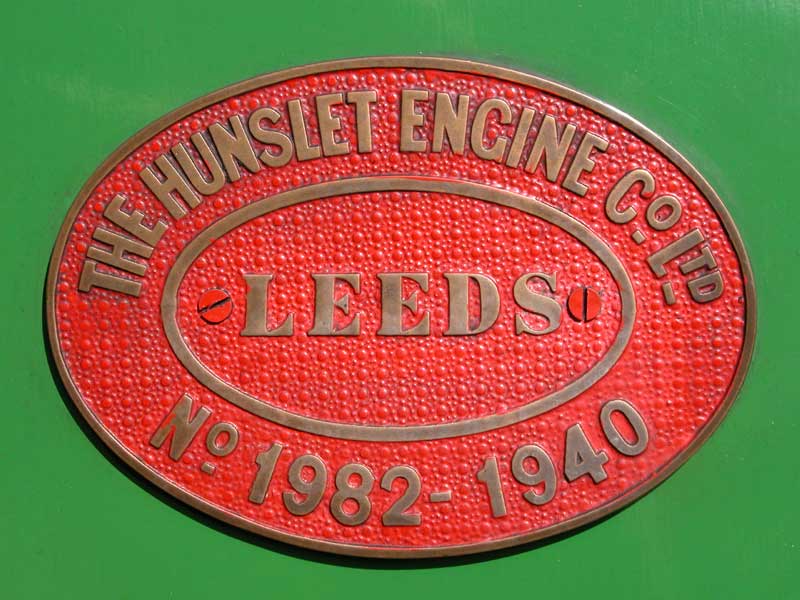 THE HUNSLET ENGINE Co. LTD
LEEDS
No 1982-1940